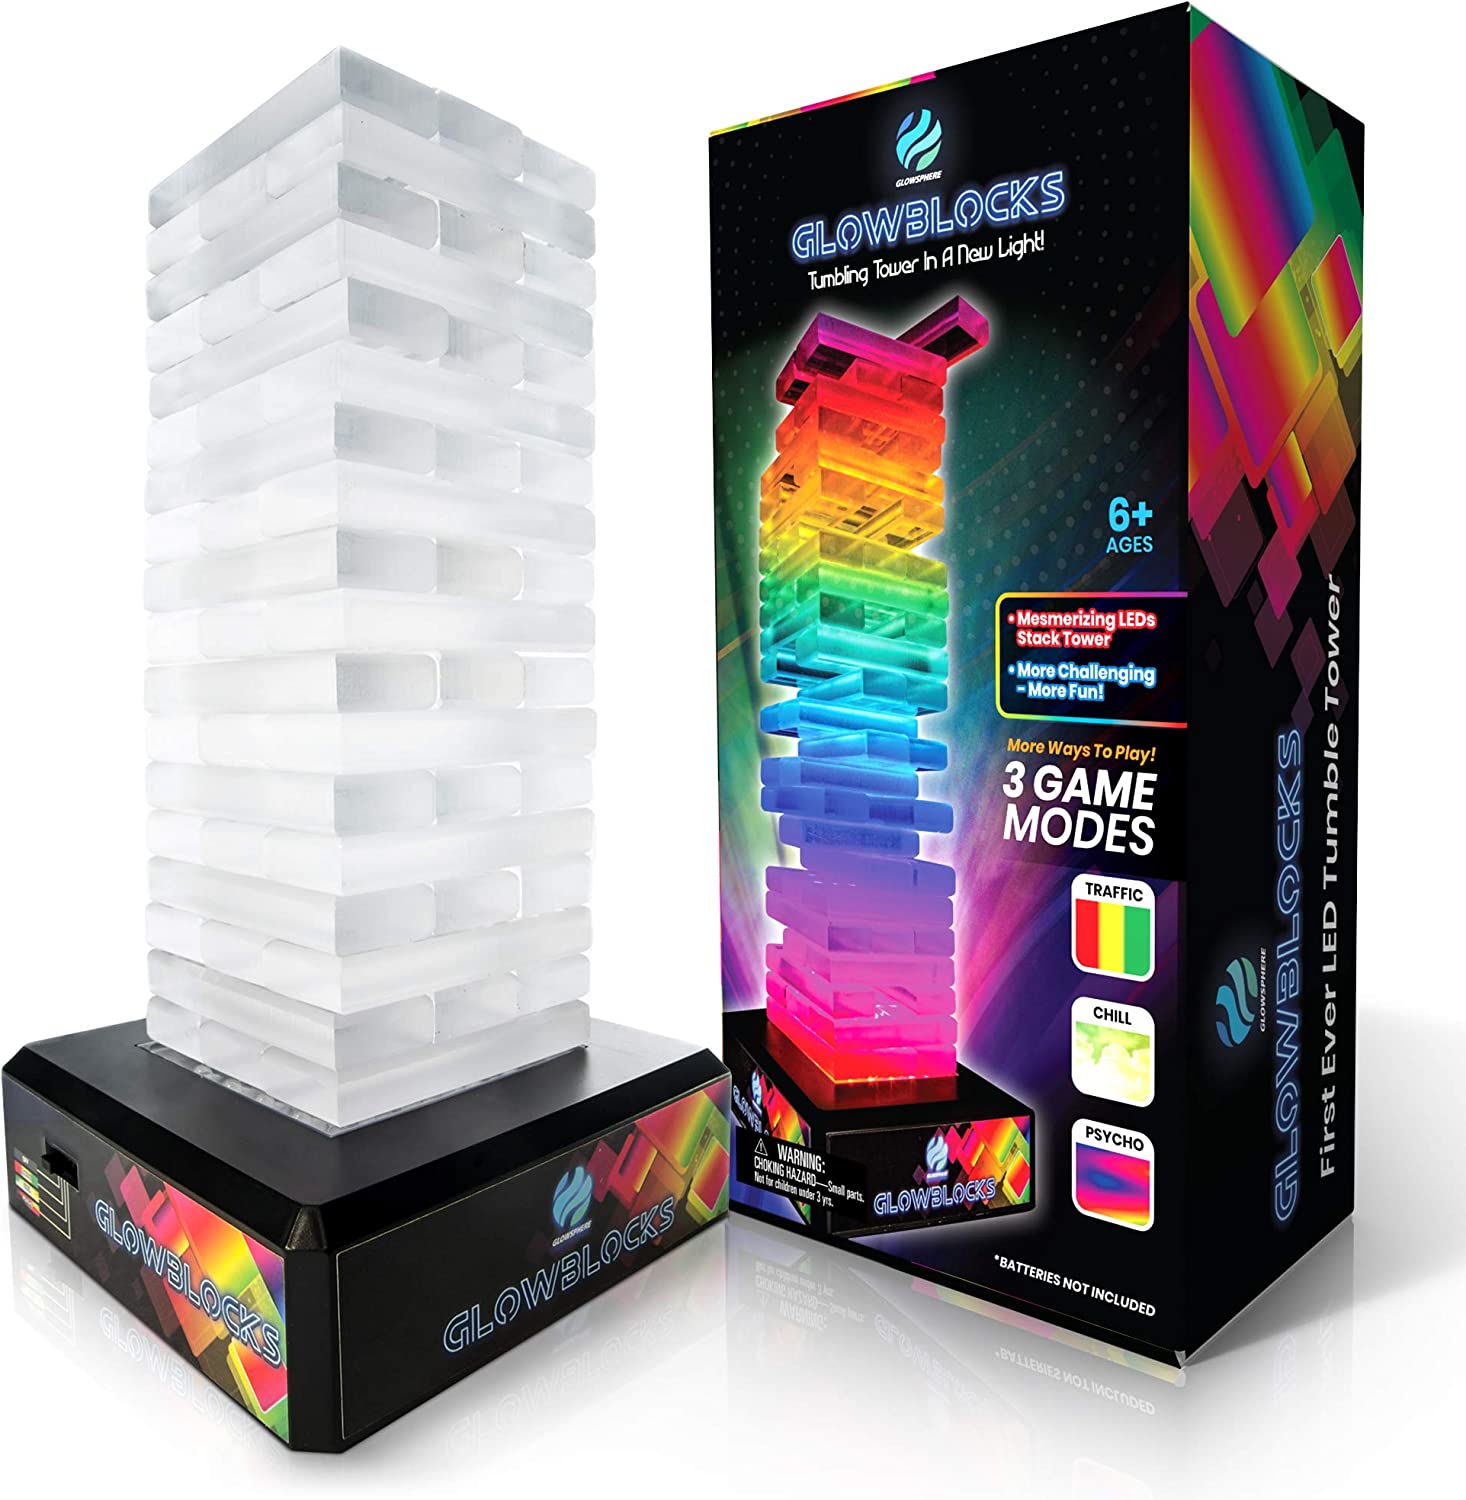 GLOWSPHERE
GLOWBLOCKS
Tumbling Tower In A New Light!
6+
AGES
• Mesmerizing LEDs
Stack Tower
• More Challenging
- More Fun!
More Ways To Play!
3 GAME
MODES
TRAFFIC
CHILL
PSYCHO
WARNING:
CHOKING HAZARD—Small parts.
Not for children under 3 yrs.
GLOWBLOCKS
*BATTERIES NOT INCLUDED
GLOWSPHERE
GLOWBLOCKS
First Ever LED Tumble Tower
GLOWBLOCKS
GLOWSPHERE
GLOWBLOCKS